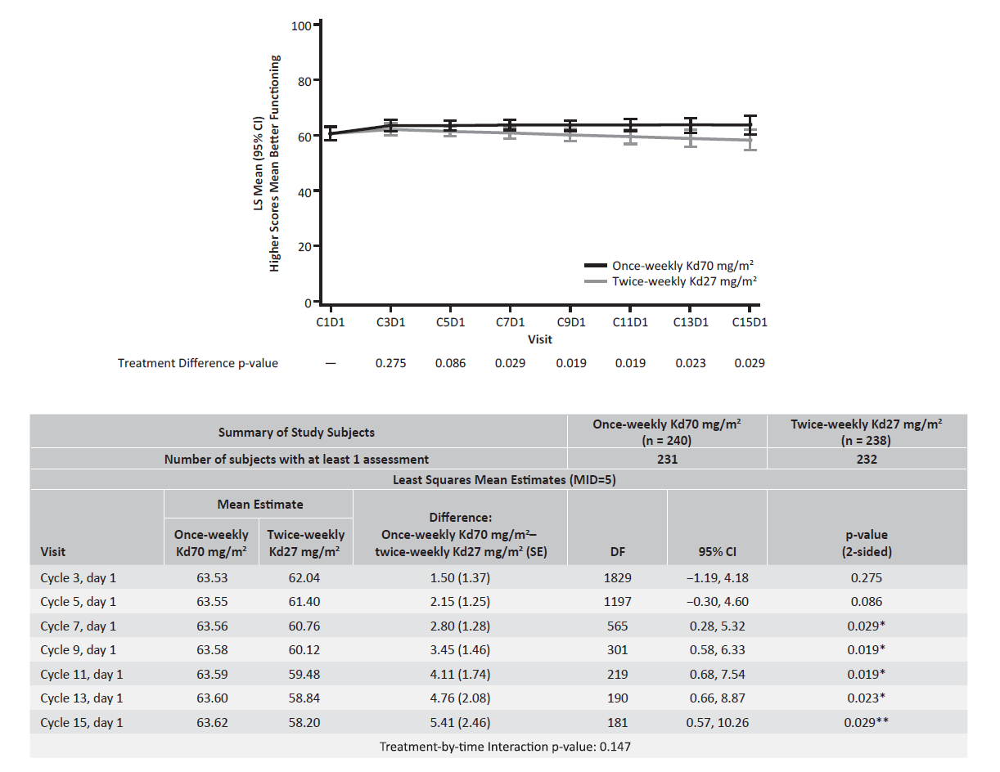 100
80
60
40
20
0
LS Mean (95% CI)
Higher Scores Mean Better Functioning
Once-weekly Kd70 mg/m²
Twice-weekly Kd27 mg/m²
C1D1 C3D1 C5D1 C7D1 C9D1 C11D1 C13D1 C15D1
Visit
Treatment Difference p-value — 0.275 0.086 0.029 0.019 0.019 0.023 0.029
Summary of Study Subjects Once-weekly Kd70 mg/m² (n = 240) Twice-weekly Kd27 mg/m² (n = 238)
Number of subjects with at least 1 assessment 231 232
Least Squares Mean Estimates (MID=5)
Visit Mean Estimate Difference: Once-weekly Kd70 mg/m²– twice-weekly Kd27 mg/m² (SE) DF 95% CI p-value (2-sided)
Once-weekly Kd70 mg/m² Twice-weekly Kd27 mg/m²
Cycle 3, day 1 63.53 62.04 1.50 (1.37) 1829 −1.19, 4.18 0.275
Cycle 5, day 1 63.55 61.40 2.15 (1.25) 1197 −0.30, 4.60 0.086
Cycle 7, day 1 63.56 60.76 2.80 (1.28) 565 0.28, 5.32 0.029*
Cycle 9, day 1 63.58 60.12 3.45 (1.46) 301 0.58, 6.33 0.019*
Cycle 11, day 1 63.59 59.48 4.11 (1.74) 219 0.68, 7.54 0.019*
Cycle 13, day 1 63.60 58.84 4.76 (2.08) 190 0.66, 8.87 0.023*
Cycle 15, day 1 63.62 58.20 5.41 (2.46) 181 0.57, 10.26 0.029**
Treatment-by-time Interaction p-value: 0.147